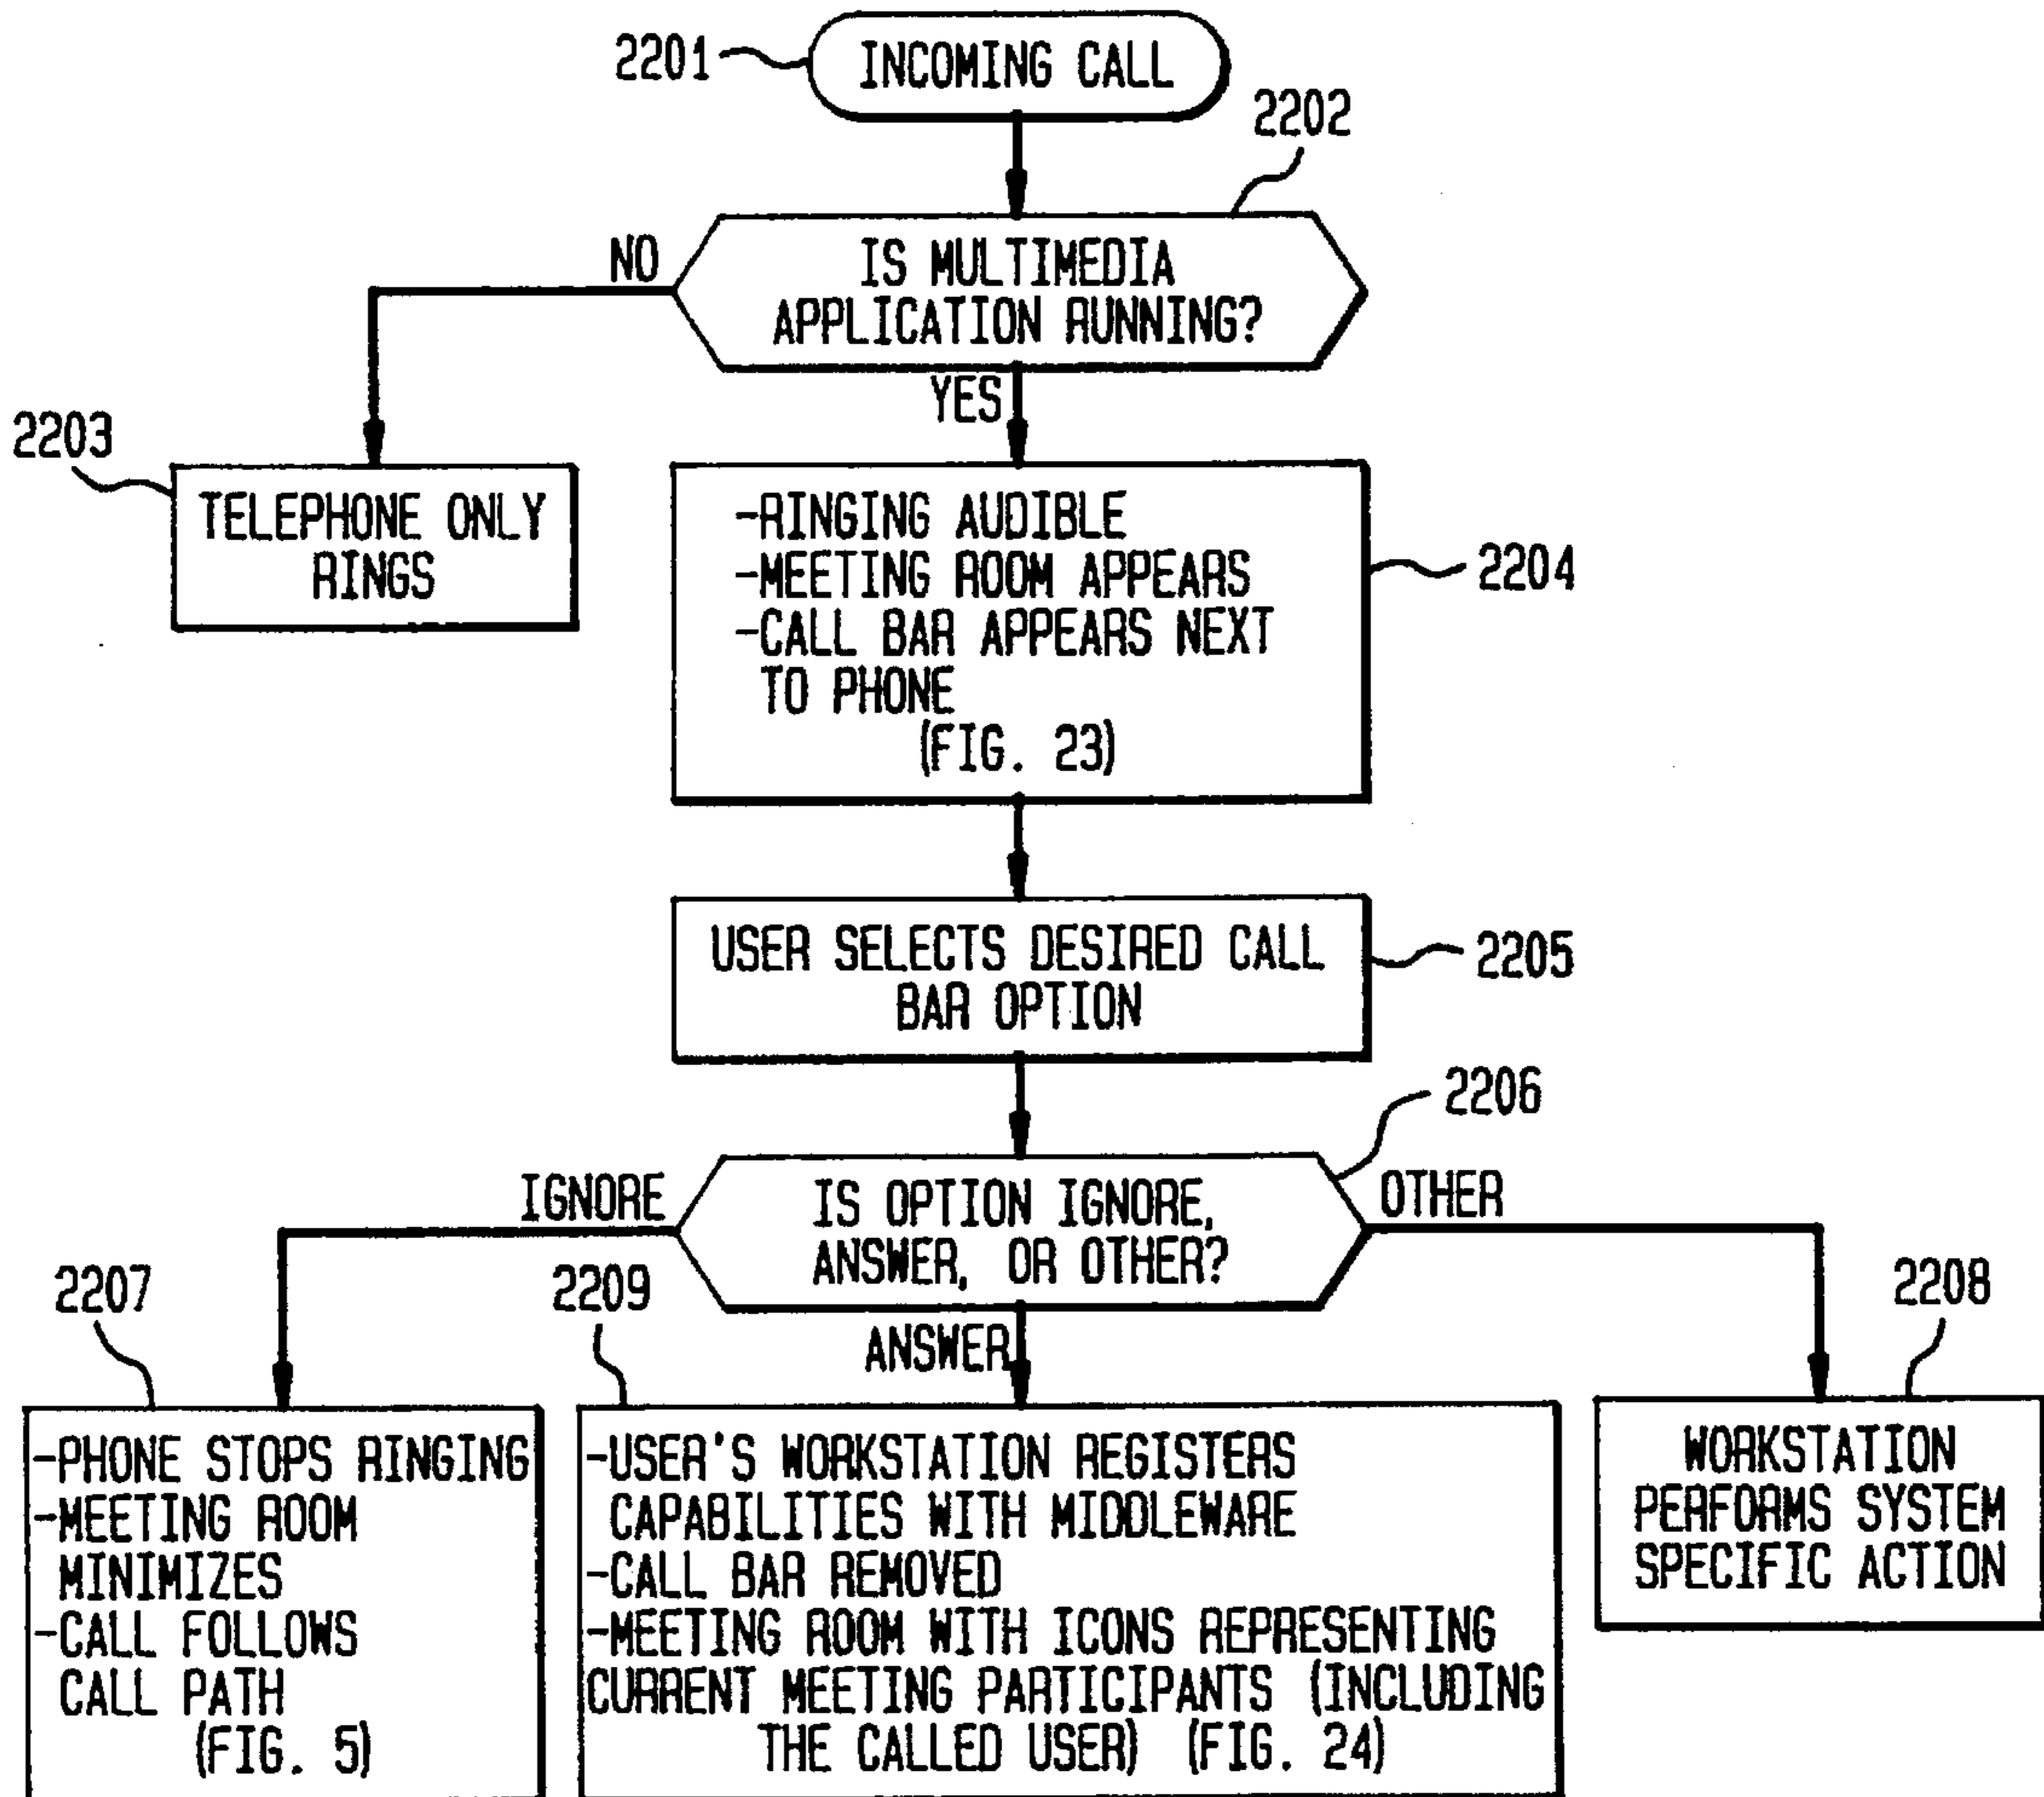 2201
INCOMING CALL
2202
NO
IS MULTIMEDIA
APPLICATION RUNNING?
YES
2203
TELEPHONE ONLY
RINGS
-RINGING AUDIBLE
-MEETING ROOM APPEARS
-CALL BAR APPEARS NEXT
TO PHONE
(FIG. 23)
2204
USER SELECTS DESIRED CALL
BAR OPTION
2205
2206
IGNORE
IS OPTION IGNORE,
ANSWER, OR OTHER?
OTHER
2207
2209
ANSWER
2208
-PHONE STOPS RINGING
-MEETING ROOM
MINIMIZES
-CALL FOLLOWS
CALL PATH
(FIG. 5)
-USER'S WORKSTATION REGISTERS
CAPABILITIES WITH MIDDLEWARE
-CALL BAR REMOVED
-MEETING ROOM WITH ICONS REPRESENTING
CURRENT MEETING PARTICIPANTS (INCLUDING
THE CALLED USER) (FIG. 24)
WORKSTATION
PERFORMS SYSTEM
SPECIFIC ACTION